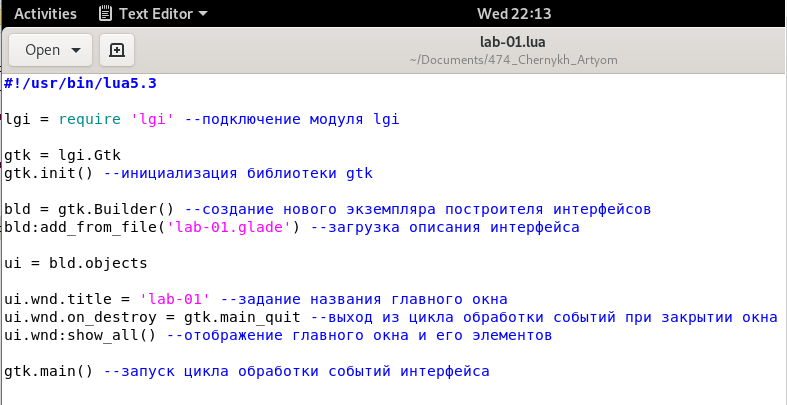 Activities Text Editor Wed 22:13
Open lab-01.lua
~/Documents/474_Chernykh_Artyom
#!/usr/bin/lua5.3
lgi = require 'lgi' --подключение модуля lgi
gtk = lgi.Gtk
gtk.init() --инициализация библиотеки gtk
bld = gtk.Builder() --создание нового экземпляра построителя интерфейсов
bld:add_from_file('lab-01.glade') --загрузка описания интерфейса
ui = bld.objects
ui.wnd.title = 'lab-01' --задание названия главного окна
ui.wnd.on_destroy = gtk.main_quit --выход из цикла обработки событий при закрытии окна
ui.wnd:show_all() --отображение главного окна и его элементов
gtk.main() --запуск цикла обработки событий интерфейса